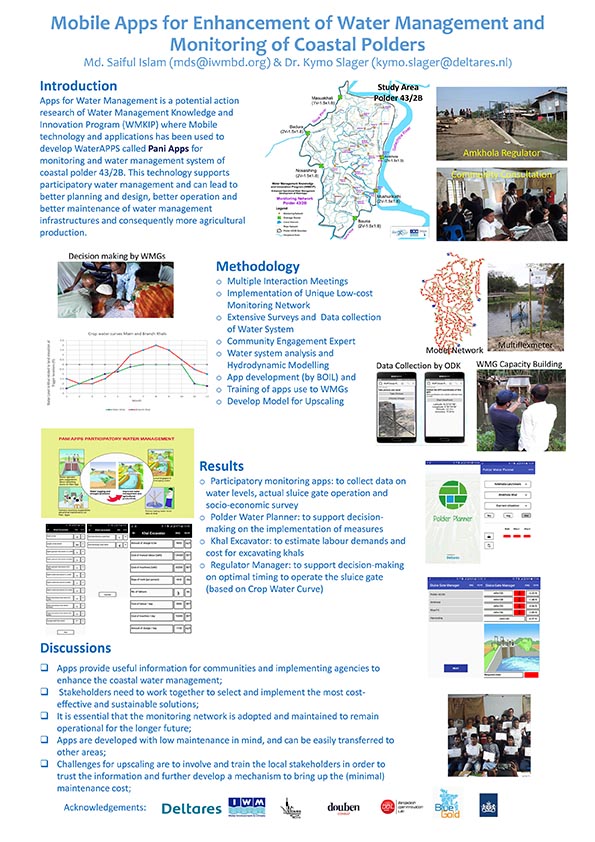 Mobile Apps for Enhancement of Water Management and
Monitoring of Coastal Polders
Md. Saiful Islam (mds@iwmbd.org) & Dr. Kymo Slager (kymo.slager@deltares.nl)
Introduction
Apps for Water Management is a potential action
research of Water Management Knowledge and
Innovation Program (WMKIP) where Mobile
technology and applications has been used to
develop WaterAPPS called Pani Apps for
monitoring and water management system of
coastal polder 43/2B. This technology supports
participatory water management and can lead to
better planning and design, better operation and
better maintenance of water management
infrastructures and consequently more agricultural
production.
Study Area
Polder 43/2B
Amkhola Regulator
Community Consultation
Decision making by WMGs
Methodology
o Multiple Interaction Meetings
o Implementation of Unique Low-cost
Monitoring Network
o Extensive Surveys and Data collection
of Water System
o Community Engagement Expert
o Water system analysis and
Hydrodynamic Modelling
o App development (by BOIL) and
o Training of apps use to WMGs
o Develop Model for Upscaling
Model Network
Multiflexmeter
Data Collection by ODK
WMG Capacity Building
Crop water curves Main and Branch Khals
PANI APPS PARTICIPATORY WATER MANAGEMENT
Khal Excavator
Results
o Participatory monitoring apps: to collect data on
water levels, actual sluice gate operation and
socio-economic survey
o Polder Water Planner: to support decision-
making on the implementation of measures
o Khal Excavator: to estimate labour demands and
cost for excavating khals
o Regulator Manager: to support decision-making
on optimal timing to operate the sluice gate
(based on Crop Water Curve)
Polder Planner
Polder Water Planner
Sluice Gate Manager
Sluice Gate Manager
Discussions
❑ Apps provide useful information for communities and implementing agencies to
enhance the coastal water management;
❑ Stakeholders need to work together to select and implement the most cost-
effective and sustainable solutions;
❑ It is essential that the monitoring network is adopted and maintained to remain
operational for the longer future;
❑ Apps are developed with low maintenance in mind, and can be easily transferred to
other areas;
❑ Challenges for upscaling are to involve and train the local stakeholders in order to
trust the information and further develop a mechanism to bring up the (minimal)
maintenance cost;
Acknowledgements:
Deltares
IWM
douben
Blue
Gold